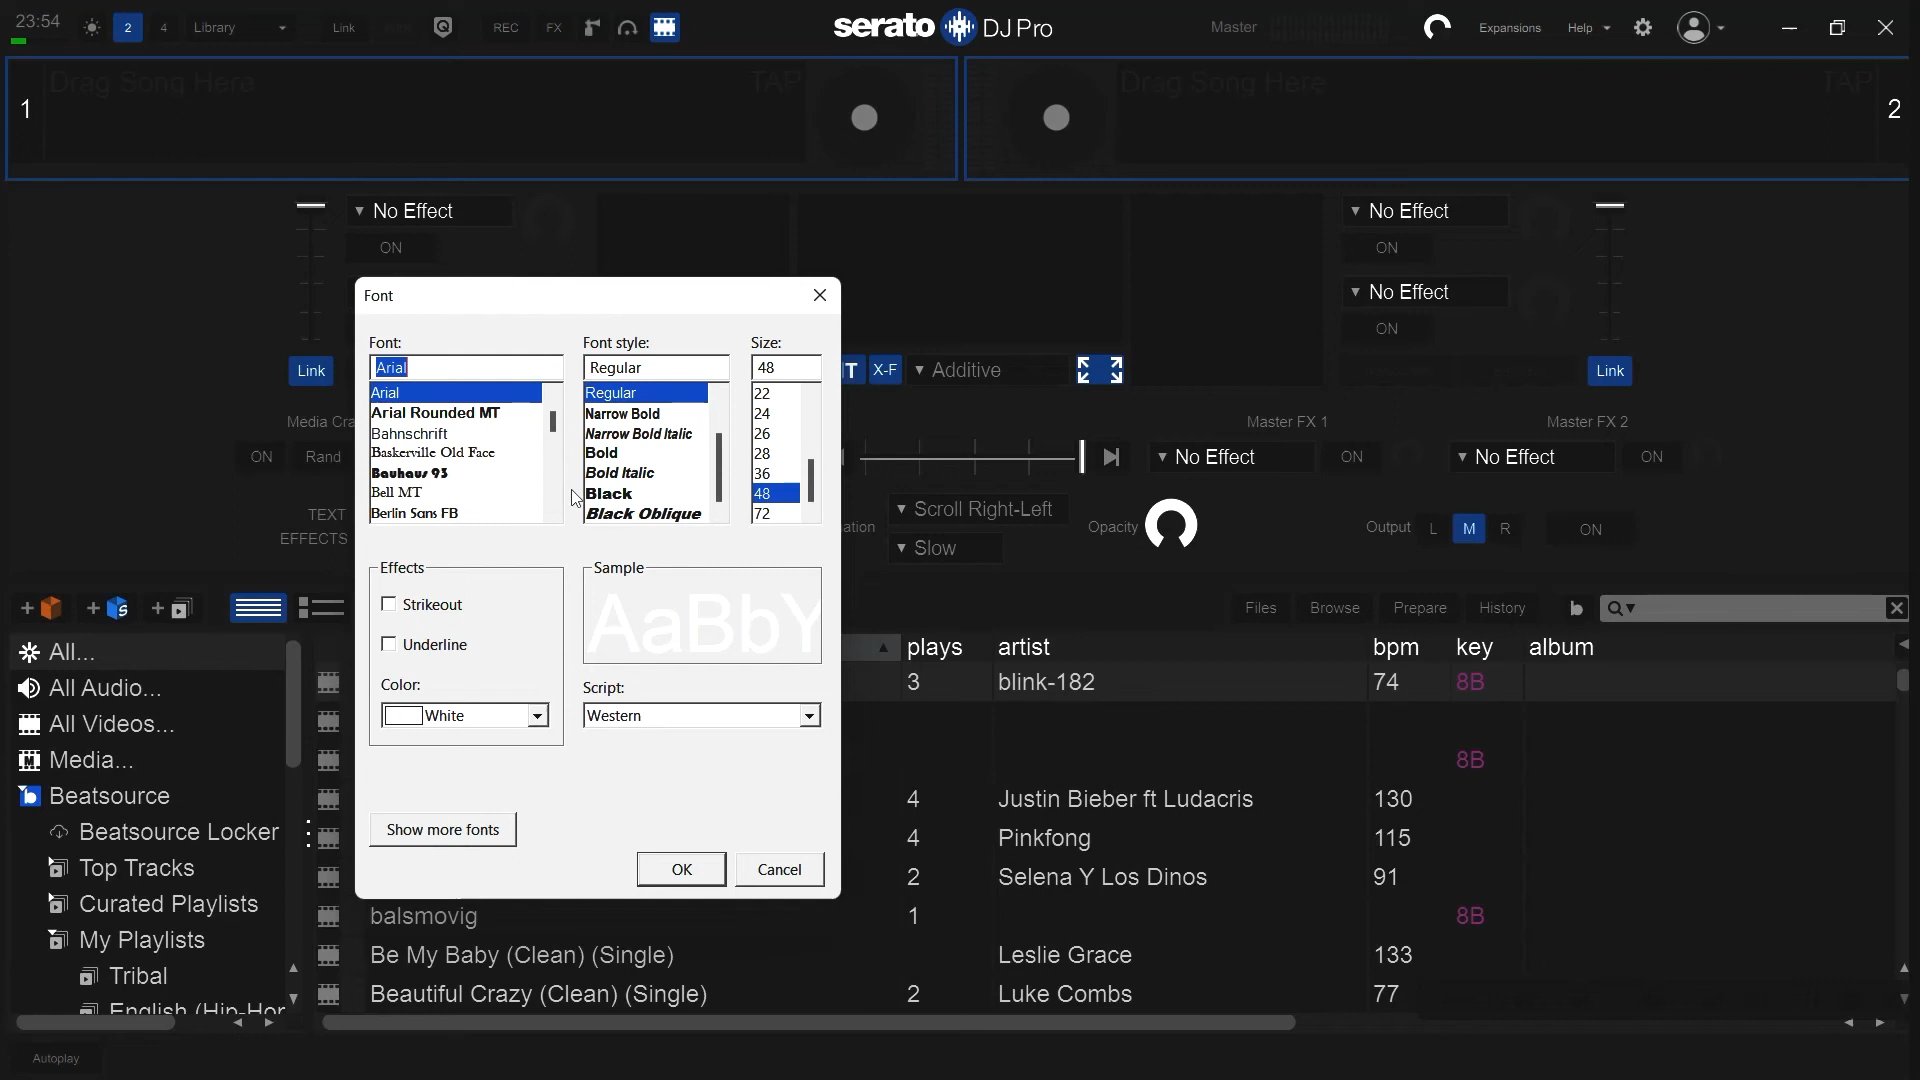 23:54
2
4
Library
Link
REC
FX
serato DJ Pro
Master
Expansions
Help
1
Drag Song Here
TAP
Drag Song Here
TAP
2
No Effect
ON
No Effect
ON
No Effect
ON
Font
Font:
Font style:
Size:
Arial
Regular
48
Arial
Arial Rounded MT
Bahnschrift
Baskerville Old Face
Bauhaus 93
Bell MT
Berlin Sans FB
Regular
Narrow Bold
Narrow Bold Italic
Bold
Bold Italic
Black
Black Oblique
22
24
26
28
36
48
72
Effects
Strikeout
Underline
Color:
White
Sample
AaBbY
Script:
Western
Show more fonts
OK
Cancel
Link
T
X-F
Additive
Link
Media Cra
ON
Rand
Master FX 1
Master FX 2
No Effect
ON
No Effect
ON
TEXT
EFFECTS
ation
Scroll Right-Left
Slow
Opacity
Output
L
M
R
ON
Files
Browse
Prepare
History
All...
All Audio...
All Videos...
Media...
Beatsource
Beatsource Locker
Top Tracks
Curated Playlists
My Playlists
Tribal
English (Hip-Hop
plays artist bpm key album
3 blink-182 74 8B
8B
4 Justin Bieber ft Ludacris 130
4 Pinkfong 115
2 Selena Y Los Dinos 91
balsmovig 1 8B
Be My Baby (Clean) (Single) Leslie Grace 133
Beautiful Crazy (Clean) (Single) 2 Luke Combs 77
Autoplay